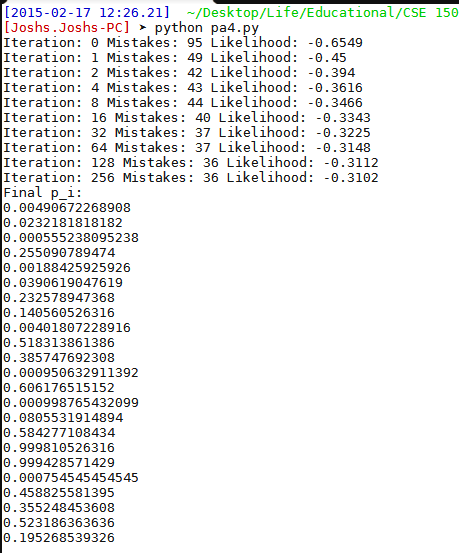 [2015-02-17 12:26.21]  ~/Desktop/Life/Educational/CSE 150
[Joshs.Joshs-PC] ➤ python pa4.py
Iteration: 0 Mistakes: 95 Likelihood: -0.6549
Iteration: 1 Mistakes: 49 Likelihood: -0.45
Iteration: 2 Mistakes: 42 Likelihood: -0.394
Iteration: 4 Mistakes: 43 Likelihood: -0.3616
Iteration: 8 Mistakes: 44 Likelihood: -0.3466
Iteration: 16 Mistakes: 40 Likelihood: -0.3343
Iteration: 32 Mistakes: 37 Likelihood: -0.3225
Iteration: 64 Mistakes: 37 Likelihood: -0.3148
Iteration: 128 Mistakes: 36 Likelihood: -0.3112
Iteration: 256 Mistakes: 36 Likelihood: -0.3102
Final p_i:
0.00490672268908
0.0232181818182
0.000555238095238
0.255090789474
0.00188425925926
0.0390619047619
0.232578947368
0.140560526316
0.00401807228916
0.518313861386
0.385747692308
0.000950632911392
0.606176515152
0.000998765432099
0.0805531914894
0.584277108434
0.999810526316
0.999428571429
0.000754545454545
0.458825581395
0.355248453608
0.523186363636
0.195268539326